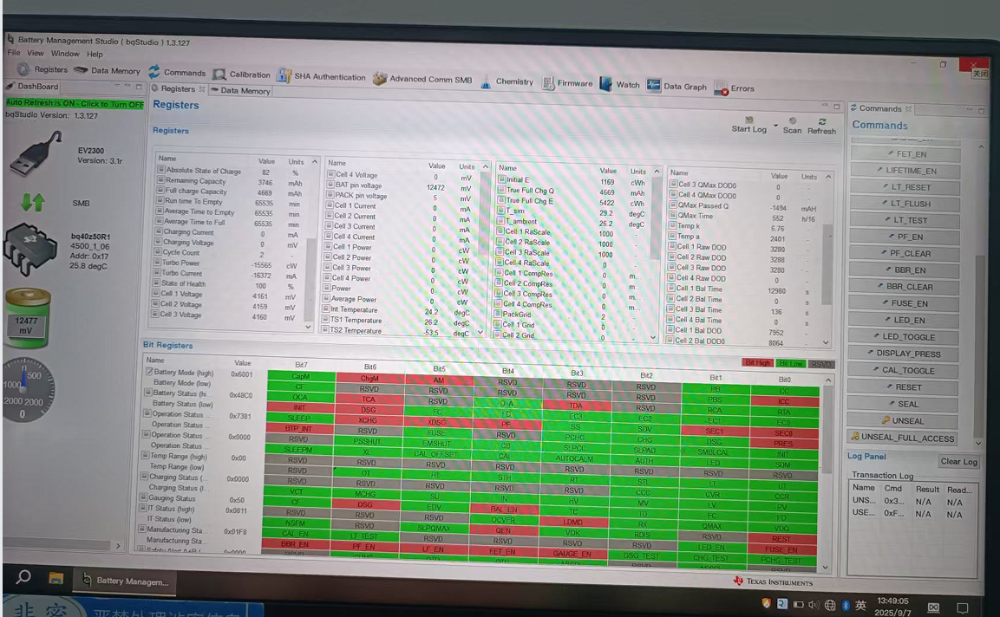 Battery Management Studio ( bqStudio ) 1.3.127
File View Window Help
Registers Data Memory Commands Calibration SHA Authentication Advanced Comm SMB Chemistry Firmware Watch Data Graph Errors
关闭
DashBoard
Auto Refresh is ON - Click to Turn OFF
bqStudio Version: 1.3.127
EV2300
Version: 3.1r
SMB
bq40z50R1
4500_1_06
Addr: 0x17
25.8 degC
12477
mV
Registers Data Memory
Registers
Start Log Scan Refresh
Registers
Name Value Units
Absolute State of Charge 82 %
Remaining Capacity 3746 mAh
Full charge Capacity 4669 mAh
Run time To Empty 65535 min
Average Time to Empty 65535 min
Average Time to Full 65535 min
Charging Current 0 mA
Charging Voltage 0 mV
Cycle Count 2 -
Turbo Power -15565 cW
Turbo Current -16372 mA
State of Health 100 %
Cell 1 Voltage 4161 mV
Cell 2 Voltage 4159 mV
Cell 3 Voltage 4160 mV
Name Value Units
Cell 4 Voltage 0 mV
BAT pin voltage 12472 mV
PACK pin voltage 5 mV
Cell 1 Current 0 mA
Cell 2 Current 0 mA
Cell 3 Current 0 mA
Cell 4 Current 0 mA
Cell 1 Power 0 cW
Cell 2 Power 0 cW
Cell 3 Power 0 cW
Cell 4 Power 0 cW
Power 0 cW
Average Power 0 cW
Int Temperature 24.2 degC
TS1 Temperature 26.2 degC
TS2 Temperature -53.5 degC
Name Value Units
Initial E 1169 cWh
True Full Chg Q 4669 mAh
True Full Chg E 5422 cWh
T_sim 29.2 degC
T_ambient 26.2 degC
Cell 1 RaScale 1000
Cell 2 RaScale 1000
Cell 3 RaScale 1000
Cell 4 RaScale 0
Cell 1 CompRes 0 m...
Cell 2 CompRes 0 m...
Cell 3 CompRes 0 m...
Cell 4 CompRes 0 m...
PackGrid 2
Cell 1 Grid 0
Cell 2 Grid 0
Name Value Units
Cell 3 QMax DOD0 0
Cell 4 QMax DOD0 0
QMax Passed Q -1494 mAH
QMax Time 552 h/16
Temp k 6.76
Temp a 2401
Cell 1 Raw DOD 3280
Cell 2 Raw DOD 3288
Cell 3 Raw DOD 3280
Cell 4 Raw DOD 0
Cell 1 Bal Time 12980 s
Cell 2 Bal Time 0 s
Cell 3 Bal Time 136 s
Cell 4 Bal Time 0 s
Cell 1 Bal DOD 7952
Cell 2 Bal DOD0 8064
Bit Registers
Bit High Bit Low RSVD
Name Value Bit7 Bit6 Bit5 Bit4 Bit3 Bit2 Bit1 Bit0
Battery Mode (high) 0x6001 CapM ChgM AM RSVD RSVD RSVD PB CC
Battery Mode (low) CF RSVD RSVD RSVD RSVD RSVD PBS ICC
Battery Status (hi... 0x48C0 OCA TCA RSVD OTA TDA RSVD RCA RTA
Battery Status (low) INIT DSG FC FD EC3 EC2 EC1 EC0
Operation Status ... 0x7381 SLEEP XCHG XDSG PF SS SDV SEC1 SEC0
Operation Status ... BTP_INT RSVD FUSE RSVD PCHG CHG DSG PRES
Operation Status ... 0x0000 RSVD PSSHUT EMSHUT CB SLPCC SLPAD SMBLCAL INIT
Operation Status ... SLEEPM XL CAL_OFFSET CAL AUTOCALM AUTH LED SDM
Temp Range (high) 0x00 RSVD RSVD RSVD RSVD RSVD RSVD RSVD RSVD
Temp Range (low) RSVD OT HT STH RT STL LT UT
Charging Status (... 0x0000 RSVD RSVD RSVD RSVD RSVD CCC CVR CCR
Charging Status (l... VCT MCHG SU IN HV MV LV PV
Gauging Status 0x50 CF DSG EDV BAL_EN TC TD FC FD
IT Status (high) 0x0811 RSVD RSVD RSVD OCVFR LDMD RX QMAX VDQ
IT Status (low) NSFM RSVD SLPQMAX QEN VOK RDIS RSVD REST
Manufacturing Sta... 0x01F8 CAL_EN LT_TEST RSVD RSVD RSVD RSVD LED_EN FUSE_EN
Manufacturing Sta... BBR_EN PF_EN LF_EN FET_EN GAUGE_EN DSG_TEST CHG_TEST PCHG_TEST
Commands
Commands
FET_EN
LIFETIME_EN
LT_RESET
LT_FLUSH
LT_TEST
PF_EN
PF_CLEAR
BBR_EN
BBR_CLEAR
FUSE_EN
LED_EN
LED_TOGGLE
DISPLAY_PRESS
CAL_TOGGLE
RESET
SEAL
UNSEAL
UNSEAL_FULL_ACCESS
Log Panel Clear Log
Transaction Log
Name Cmd Result Read...
UNS... 0x3... N/A N/A
USE... 0xF... N/A N/A
TEXAS INSTRUMENTS
Battery Managem...
英
13:49:05
2025/9/7